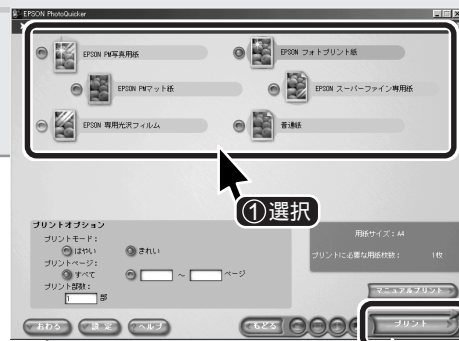 EPSON PhotoQuicker
EPSON PM写真用紙
EPSON フォトプリント紙
EPSON PMマット紙
EPSON スーパーファイン専用紙
EPSON 専用光沢フィルム
普通紙
①選択
プリントオプション
プリントモード：
はやい
きれい
プリントページ：
すべて
～
ページ
プリント部数：
1
部
用紙サイズ：A4
プリントに必要な用紙枚数：
1枚
マニュアルプリント
おわる
設 定
ヘルプ
もどる
プリント